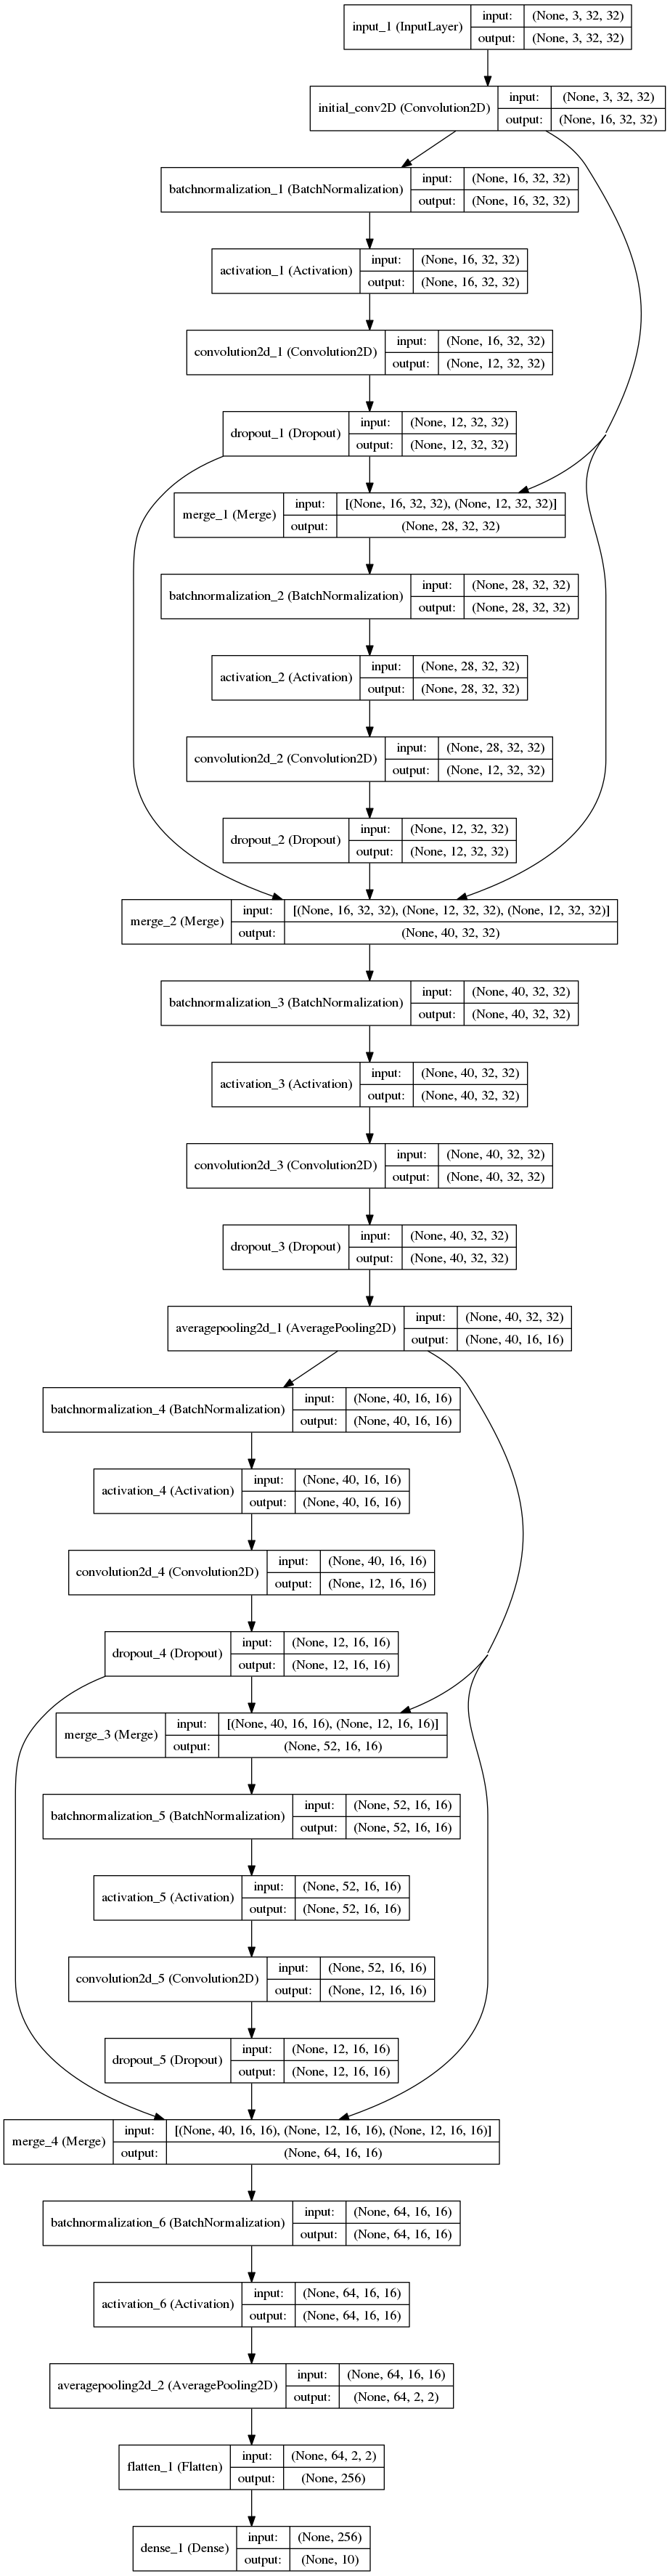 input_1 (InputLayer)
input: (None, 3, 32, 32)
output: (None, 3, 32, 32)
initial_conv2D (Convolution2D)
input: (None, 3, 32, 32)
output: (None, 16, 32, 32)
batchnormalization_1 (BatchNormalization)
input: (None, 16, 32, 32)
output: (None, 16, 32, 32)
activation_1 (Activation)
input: (None, 16, 32, 32)
output: (None, 16, 32, 32)
convolution2d_1 (Convolution2D)
input: (None, 16, 32, 32)
output: (None, 12, 32, 32)
dropout_1 (Dropout)
input: (None, 12, 32, 32)
output: (None, 12, 32, 32)
merge_1 (Merge)
input: [(None, 16, 32, 32), (None, 12, 32, 32)]
output: (None, 28, 32, 32)
batchnormalization_2 (BatchNormalization)
input: (None, 28, 32, 32)
output: (None, 28, 32, 32)
activation_2 (Activation)
input: (None, 28, 32, 32)
output: (None, 28, 32, 32)
convolution2d_2 (Convolution2D)
input: (None, 28, 32, 32)
output: (None, 12, 32, 32)
dropout_2 (Dropout)
input: (None, 12, 32, 32)
output: (None, 12, 32, 32)
merge_2 (Merge)
input: [(None, 16, 32, 32), (None, 12, 32, 32), (None, 12, 32, 32)]
output: (None, 40, 32, 32)
batchnormalization_3 (BatchNormalization)
input: (None, 40, 32, 32)
output: (None, 40, 32, 32)
activation_3 (Activation)
input: (None, 40, 32, 32)
output: (None, 40, 32, 32)
convolution2d_3 (Convolution2D)
input: (None, 40, 32, 32)
output: (None, 40, 32, 32)
dropout_3 (Dropout)
input: (None, 40, 32, 32)
output: (None, 40, 32, 32)
averagepooling2d_1 (AveragePooling2D)
input: (None, 40, 32, 32)
output: (None, 40, 16, 16)
batchnormalization_4 (BatchNormalization)
input: (None, 40, 16, 16)
output: (None, 40, 16, 16)
activation_4 (Activation)
input: (None, 40, 16, 16)
output: (None, 40, 16, 16)
convolution2d_4 (Convolution2D)
input: (None, 40, 16, 16)
output: (None, 12, 16, 16)
dropout_4 (Dropout)
input: (None, 12, 16, 16)
output: (None, 12, 16, 16)
merge_3 (Merge)
input: [(None, 40, 16, 16), (None, 12, 16, 16)]
output: (None, 52, 16, 16)
batchnormalization_5 (BatchNormalization)
input: (None, 52, 16, 16)
output: (None, 52, 16, 16)
activation_5 (Activation)
input: (None, 52, 16, 16)
output: (None, 52, 16, 16)
convolution2d_5 (Convolution2D)
input: (None, 52, 16, 16)
output: (None, 12, 16, 16)
dropout_5 (Dropout)
input: (None, 12, 16, 16)
output: (None, 12, 16, 16)
merge_4 (Merge)
input: [(None, 40, 16, 16), (None, 12, 16, 16), (None, 12, 16, 16)]
output: (None, 64, 16, 16)
batchnormalization_6 (BatchNormalization)
input: (None, 64, 16, 16)
output: (None, 64, 16, 16)
activation_6 (Activation)
input: (None, 64, 16, 16)
output: (None, 64, 16, 16)
averagepooling2d_2 (AveragePooling2D)
input: (None, 64, 16, 16)
output: (None, 64, 2, 2)
flatten_1 (Flatten)
input: (None, 64, 2, 2)
output: (None, 256)
dense_1 (Dense)
input: (None, 256)
output: (None, 10)